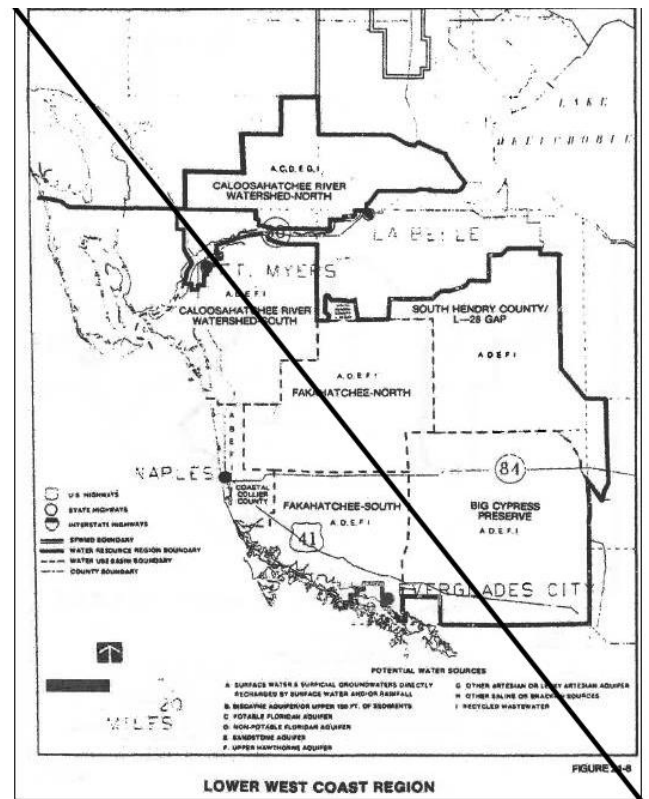 LAKE
A.C.D.E.G.I
CALOOSAHATCHEE RIVER
WATERSHED-NORTH
LA BELLE
FT. MYERS
A.D.E.F.I
CALOOSAHATCHEE RIVER
WATERSHED-SOUTH
SOUTH HENDRY COUNTY/
L-28 GAP
A D E F I
A.D.E.F.I
FAKAHATCHEE-NORTH
NAPLES
84
COASTAL
COLLIER
COUNTY
FAKAHATCHEE-SOUTH
A.D.E.F.I
41
BIG CYPRESS
PRESERVE
A D E F I
EVERGLADES CITY
U.S HIGHWAYS
STATE HIGHWAYS
INTERSTATE HIGHWAYS
SFWMD BOUNDARY
WATER RESOURCE REGION BOUNDARY
WATER USE BASIN BOUNDARY
COUNTY BOUNDARY
20
MILES
POTENTIAL WATER SOURCES
A SURFACE WATER & SURFICIAL GROUNDWATERS DIRECTLY
RECHARGED BY SURFACE WATER AND/OR RAINFALL
B. BISCAYNE AQUIFER/OR UPPER 150 FT. OF SEDIMENTS
C POTABLE FLORIDAN AQUIFER
D NON-POTABLE FLORIDAN AQUIFER
E SANDSTONE AQUIFER
F. UPPER HAWTHORNE AQUIFER
G OTHER ARTESIAN OR LEAKY ARTESIAN AQUIFER
H OTHER SALINE OR BRACKISH SOURCES
I RECYCLED WASTEWATER
FIGURE
LOWER WEST COAST REGION